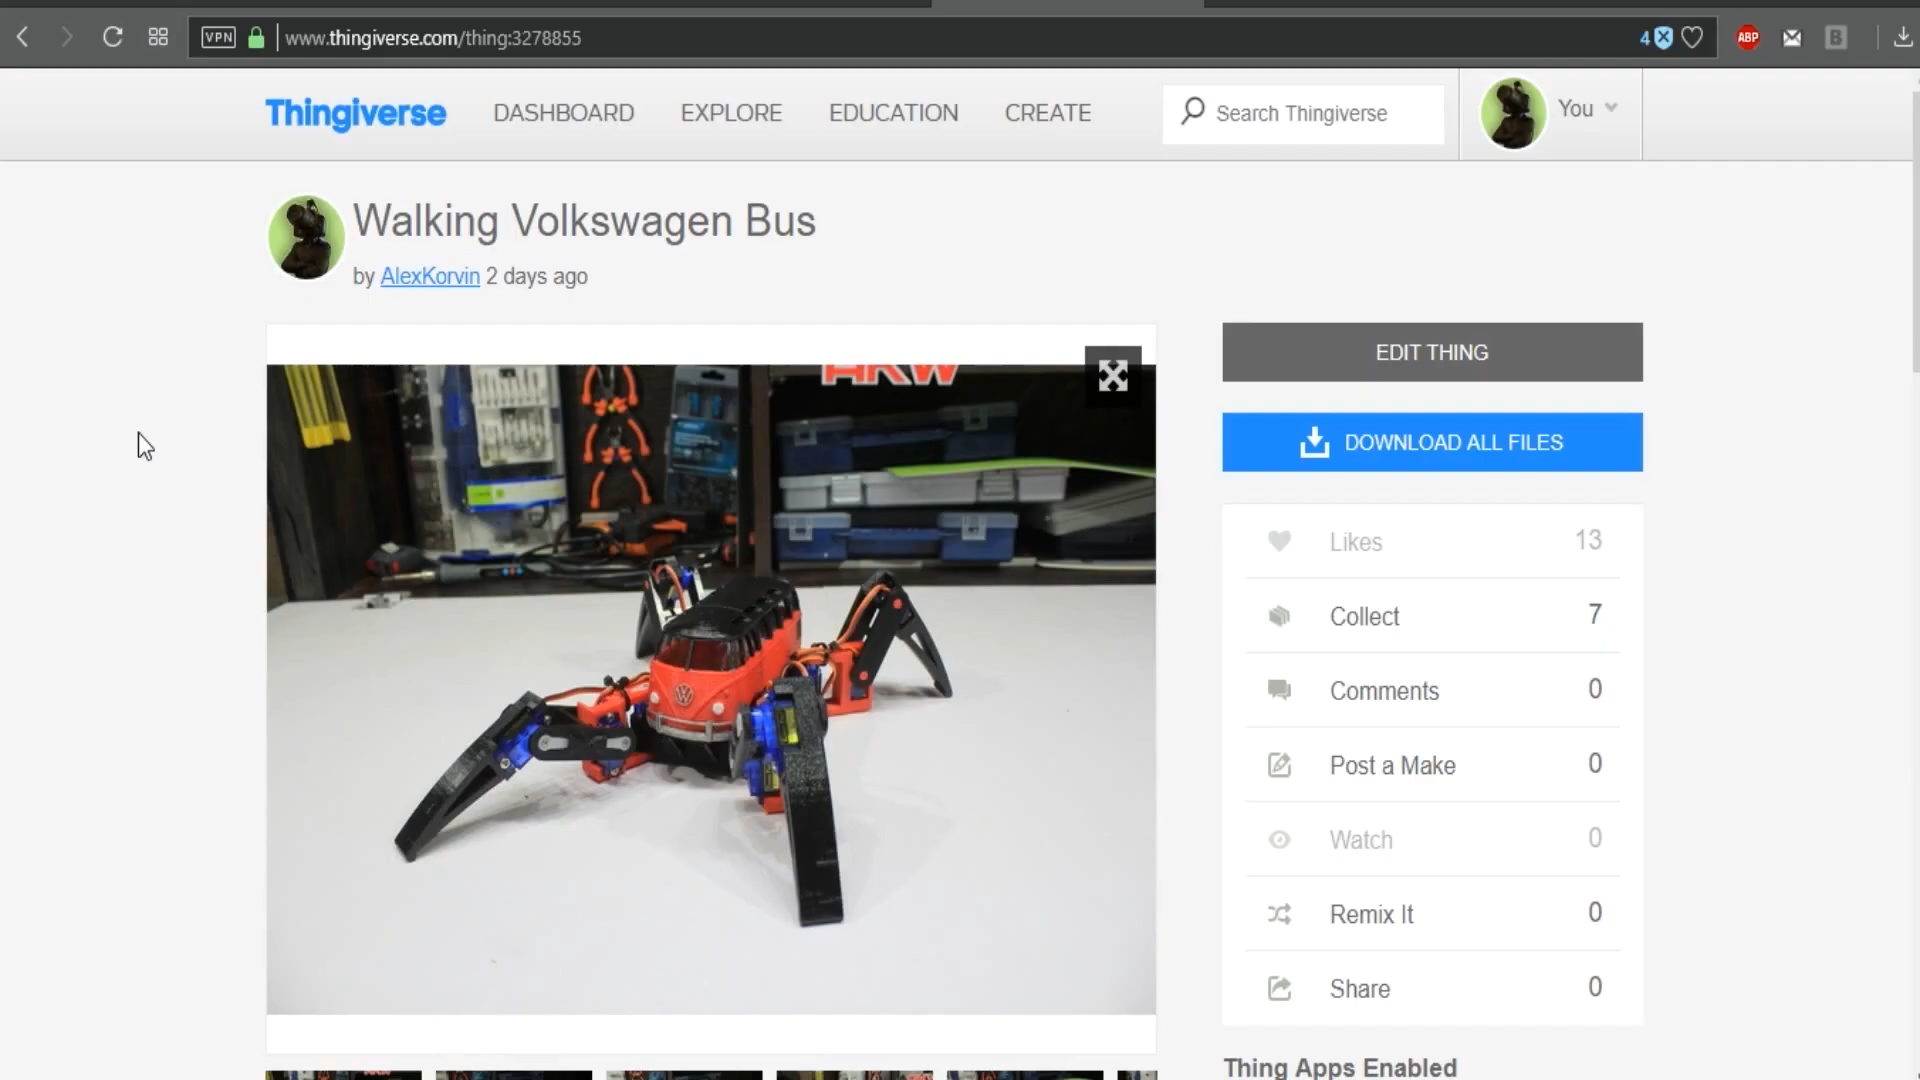 VPN www.thingiverse.com/thing:3278855 4 ABP B
Thingiverse DASHBOARD EXPLORE EDUCATION CREATE Search Thingiverse You
Walking Volkswagen Bus
by AlexKorvin 2 days ago
EDIT THING
DOWNLOAD ALL FILES
Likes 13
Collect 7
Comments 0
Post a Make 0
Watch 0
Remix It 0
Share 0
Thing Apps Enabled